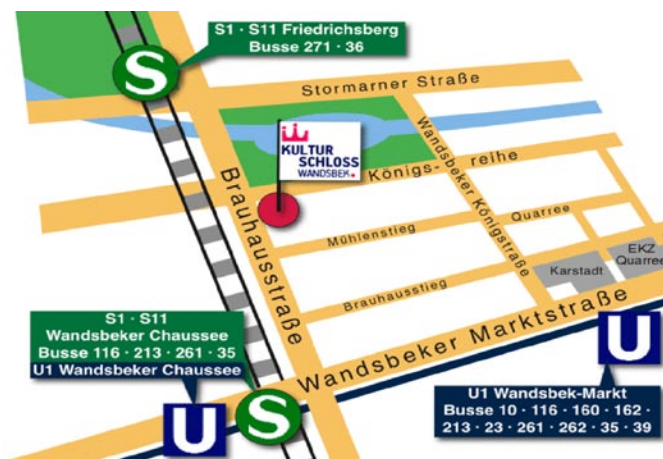 S1 · S11 Friedrichsberg
Busse 271 · 36
S
Stormarner Straße
KULTUR
SCHLOSS
WANDSBEK.
Königs-reihe
Wandsbeker Königstraße
Brauhausstraße
Mühlenstieg
Quarree
EKZ
Quarree
Karstadt
Brauhausstieg
S1 · S11
Wandsbeker Chaussee
Busse 116 · 213 · 261 · 35
U1 Wandsbeker Chaussee
Wandsbeker Marktstraße
U
S
U
U1 Wandsbek-Markt
Busse 10 · 116 · 160 · 162 ·
213 · 23 · 261 · 262 · 35 · 39